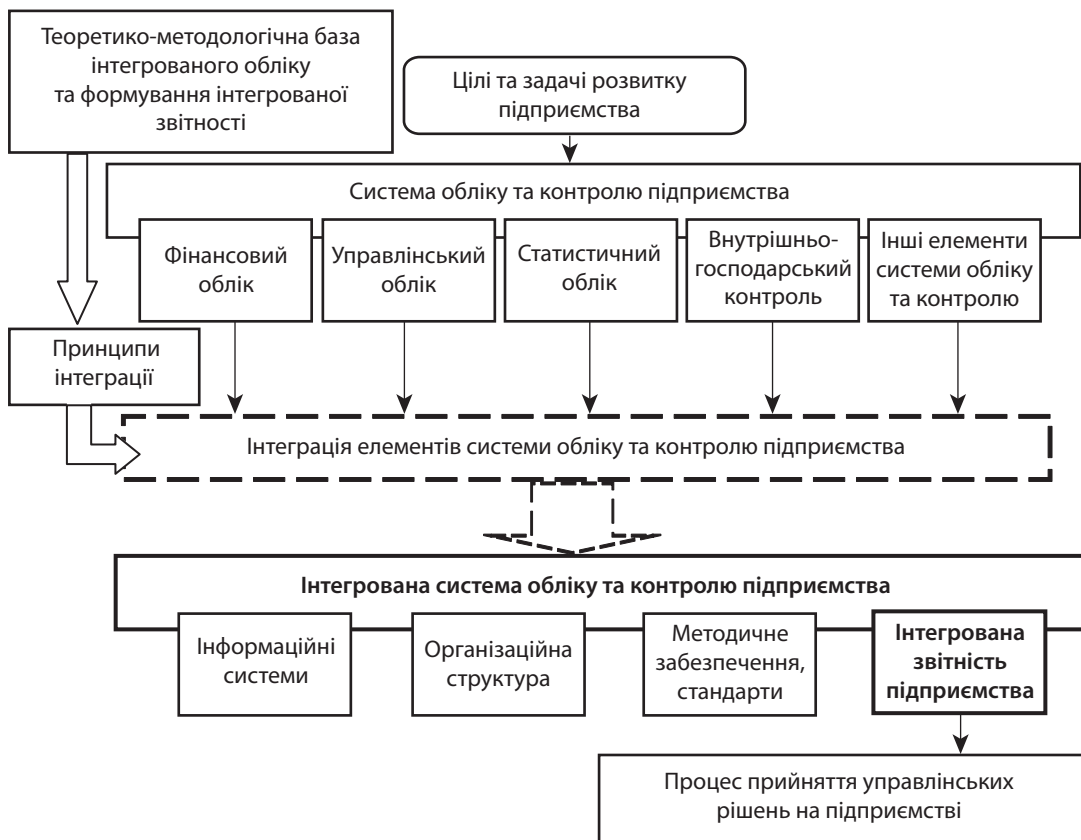 Теоретико-методологічна база
інтегрованого обліку
та формування інтегрованої
звітності
Цілі та задачі розвитку
підприємства
Система обліку та контролю підприємства
Фінансовий
облік
Управлінський
облік
Статистичний
облік
Внутрішньо-
господарський
контроль
Інші елементи
системи обліку
та контролю
Принципи
інтеграції
Інтеграція елементів системи обліку та контролю підприємства
Інтегрована система обліку та контролю підприємства
Інформаційні
системи
Організаційна
структура
Методичне
забезпечення,
стандарти
Інтегрована
звітність
підприємства
Процес прийняття управлінських
рішень на підприємстві